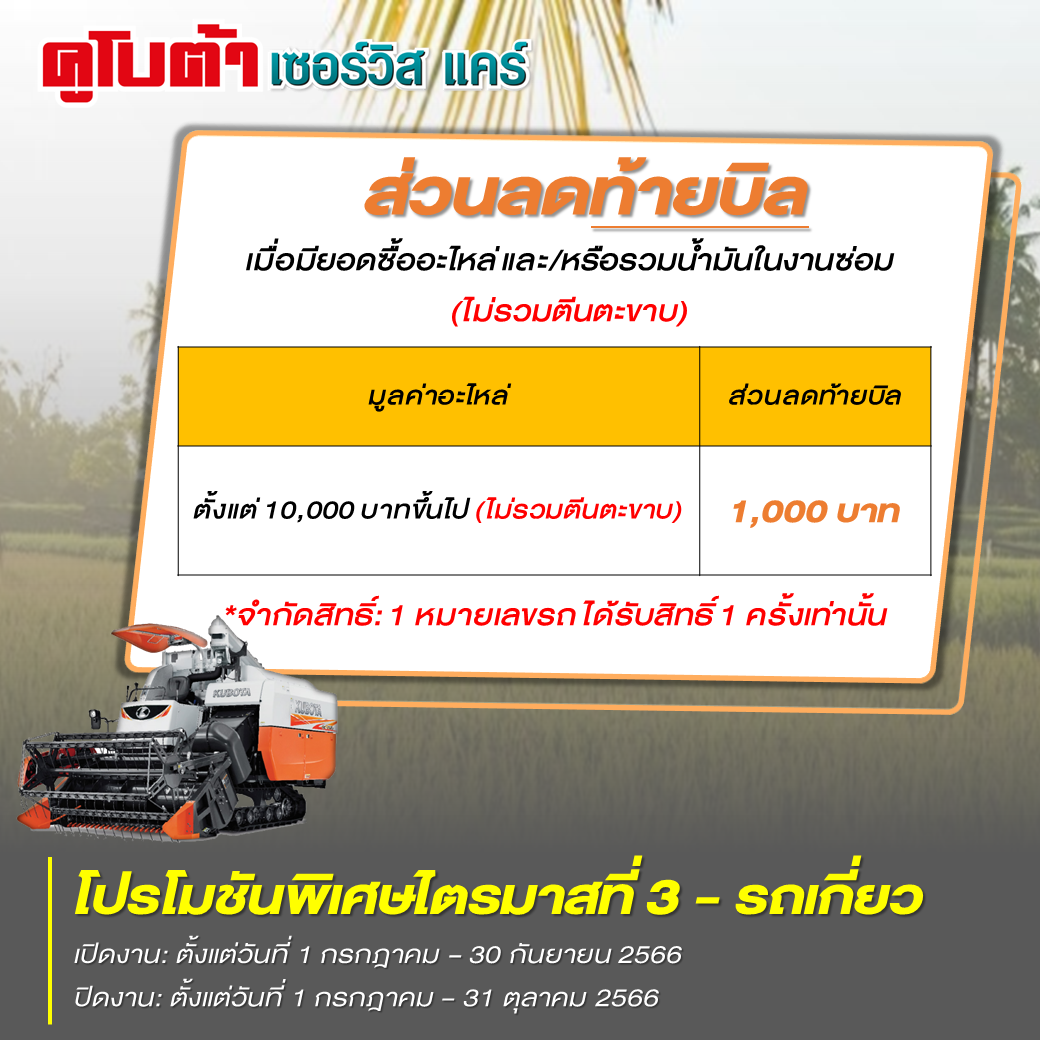 คูโบต้า เซอร์วิส แคร์
ส่วนลดท้ายบิล
เมื่อมียอดซื้ออะไหล่ และ/หรือรวมน้ำมันในงานซ่อม
(ไม่รวมตีนตะขาบ)
มูลค่าอะไหล่
ส่วนลดท้ายบิล
ตั้งแต่ 10,000 บาทขึ้นไป (ไม่รวมตีนตะขาบ)
1,000 บาท
*จำกัดสิทธิ์: 1 หมายเลขรถ ได้รับสิทธิ์ 1 ครั้งเท่านั้น
KUBOTA
KUBOTA
โปรโมชันพิเศษไตรมาสที่ 3 - รถเกี่ยว
เปิดงาน: ตั้งแต่วันที่ 1 กรกฎาคม – 30 กันยายน 2566
ปิดงาน: ตั้งแต่วันที่ 1 กรกฎาคม – 31 ตุลาคม 2566